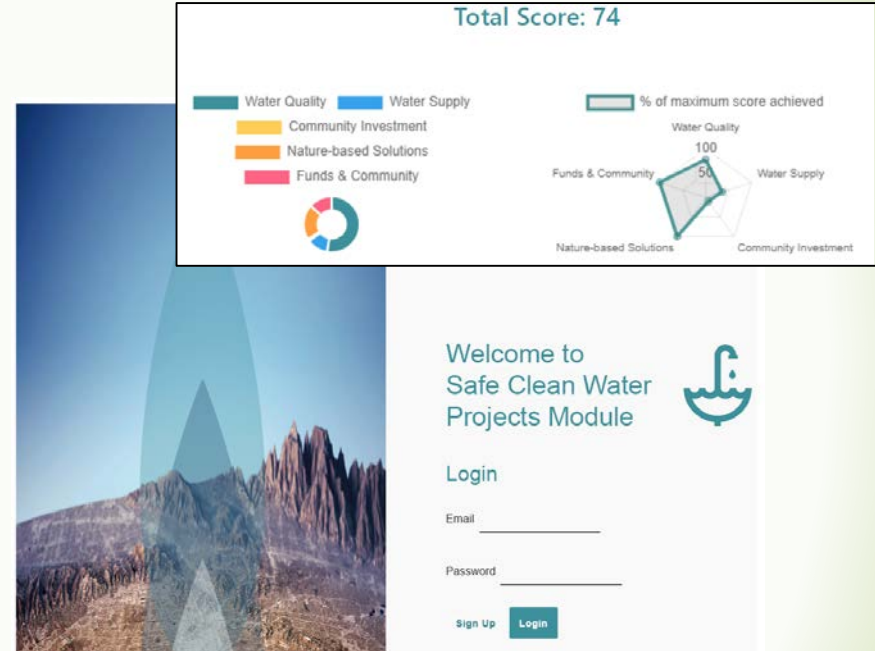 Total Score: 74
Water Quality Water Supply
Community Investment
Nature-based Solutions
Funds & Community
% of maximum score achieved
Water Quality
100
50
Funds & Community
Water Supply
Nature-based Solutions
Community Investment
Welcome to
Safe Clean Water
Projects Module
Login
Email
Password
Sign Up Login